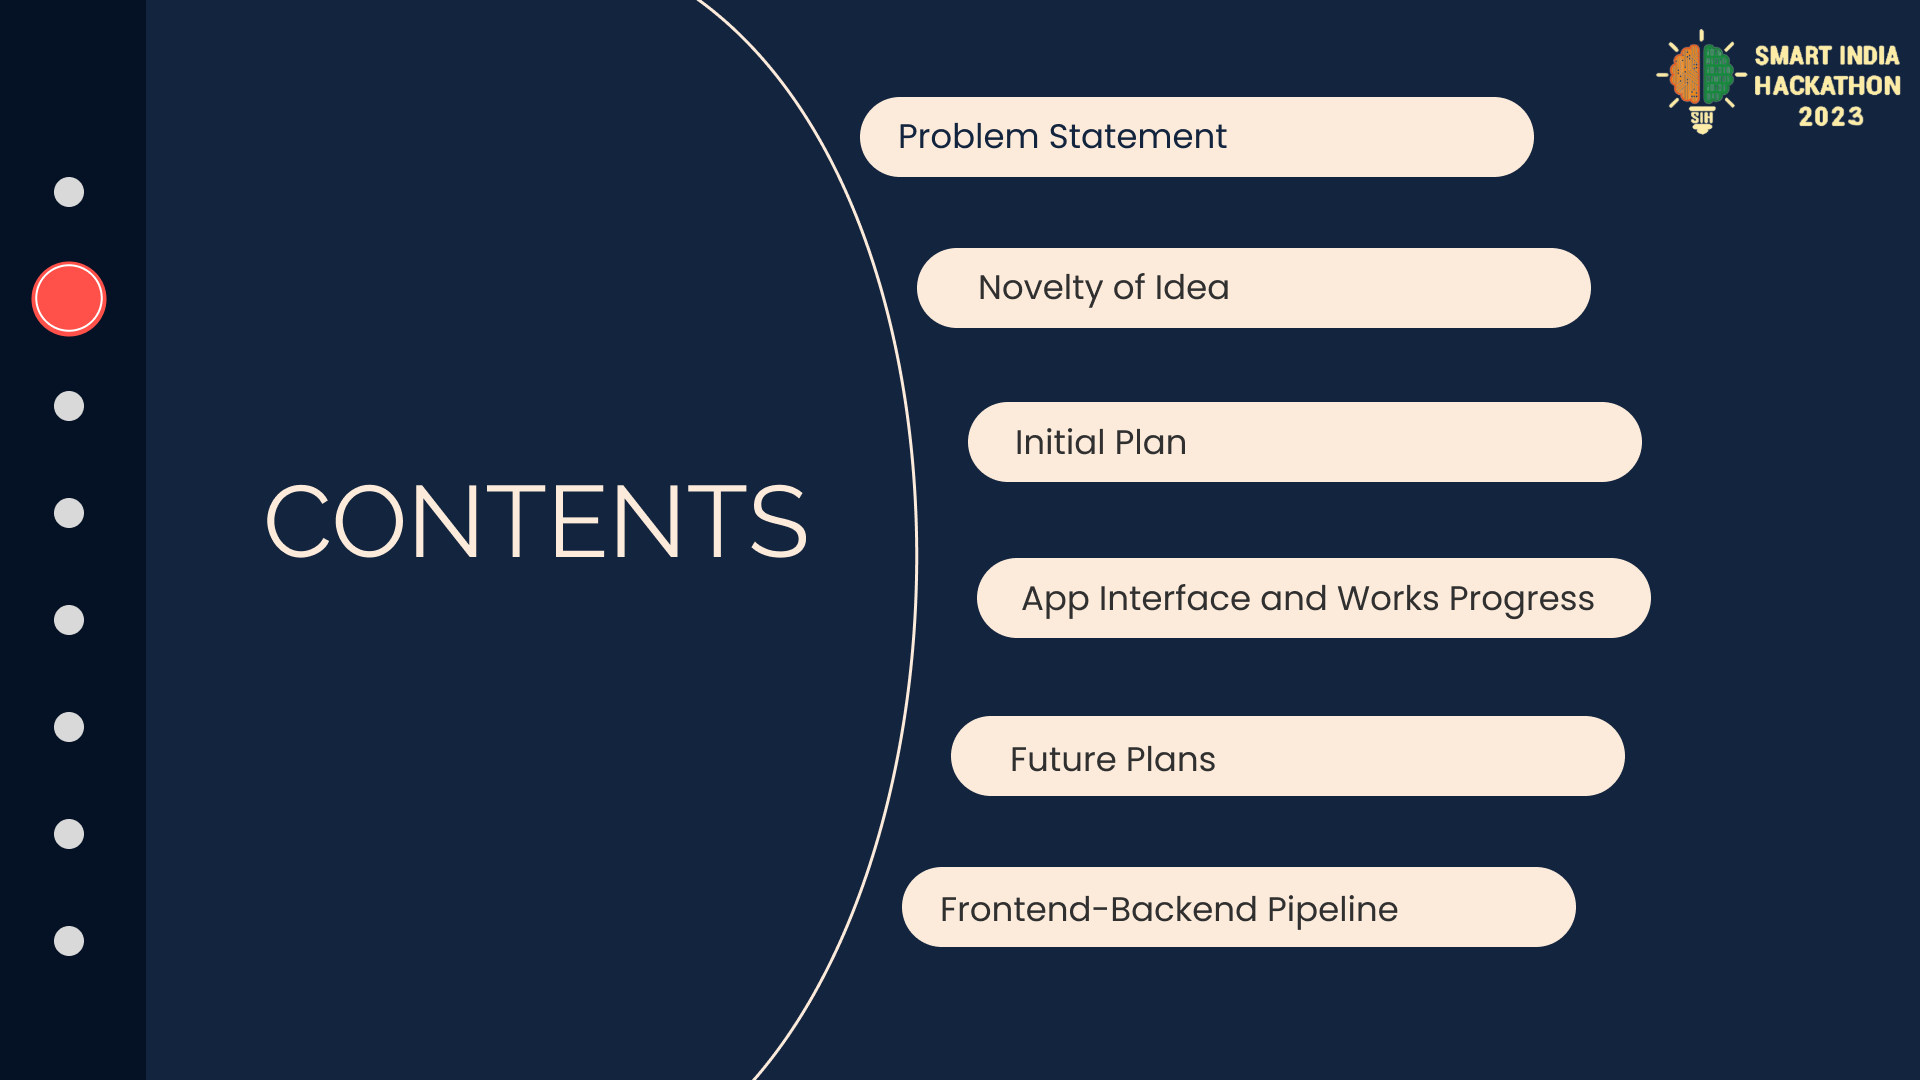 SMART INDIA
HACKATHON
2023
SIH
CONTENTS
Problem Statement
Novelty of Idea
Initial Plan
App Interface and Works Progress
Future Plans
Frontend-Backend Pipeline